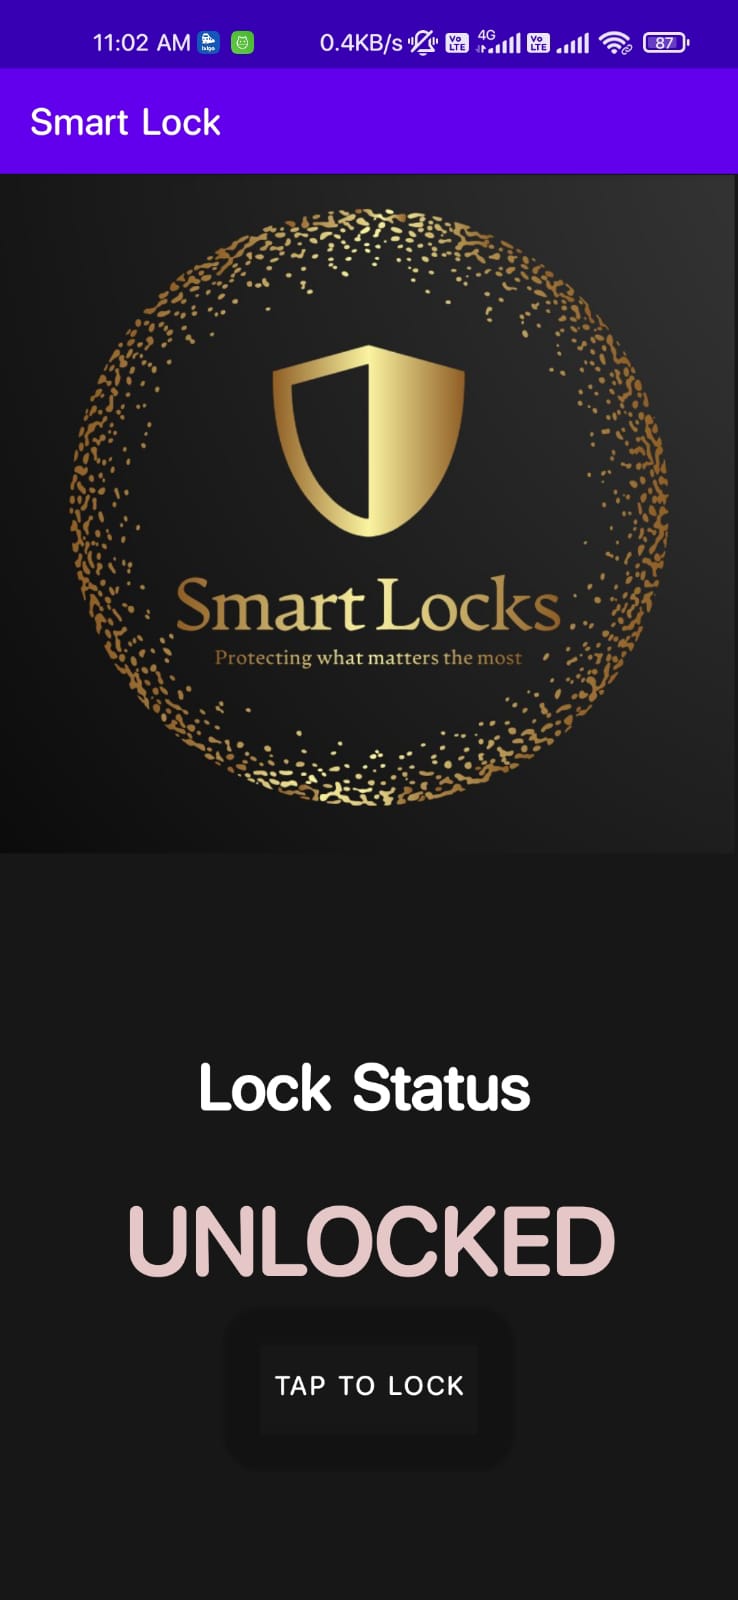 11:02 AM ixigo 0.4KB/s Vo LTE 4G Vo LTE 87
Smart Lock
Smart Locks
Protecting what matters the most
Lock Status
UNLOCKED
TAP TO LOCK